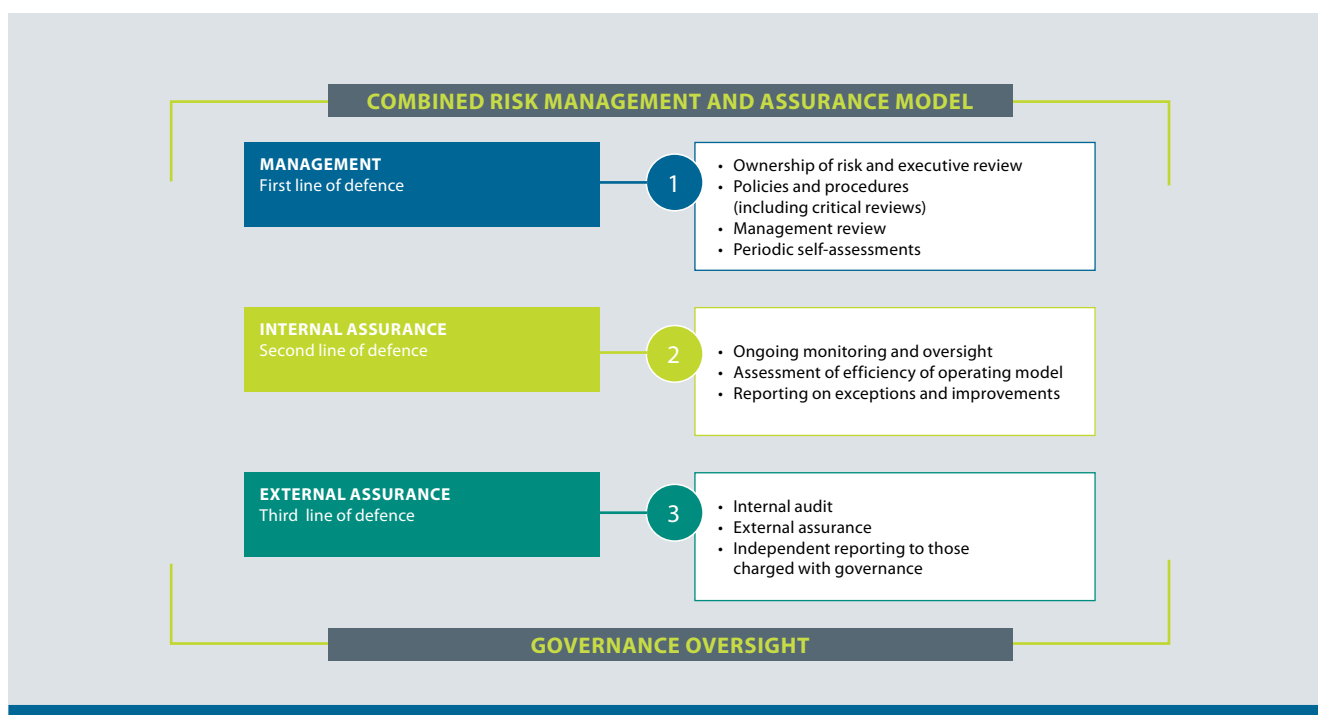 COMBINED RISK MANAGEMENT AND ASSURANCE MODEL
MANAGEMENT
First line of defence
1
• Ownership of risk and executive review
• Policies and procedures
(including critical reviews)
• Management review
• Periodic self-assessments
INTERNAL ASSURANCE
Second line of defence
2
• Ongoing monitoring and oversight
• Assessment of efficiency of operating model
• Reporting on exceptions and improvements
EXTERNAL ASSURANCE
Third line of defence
3
• Internal audit
• External assurance
• Independent reporting to those
charged with governance
GOVERNANCE OVERSIGHT